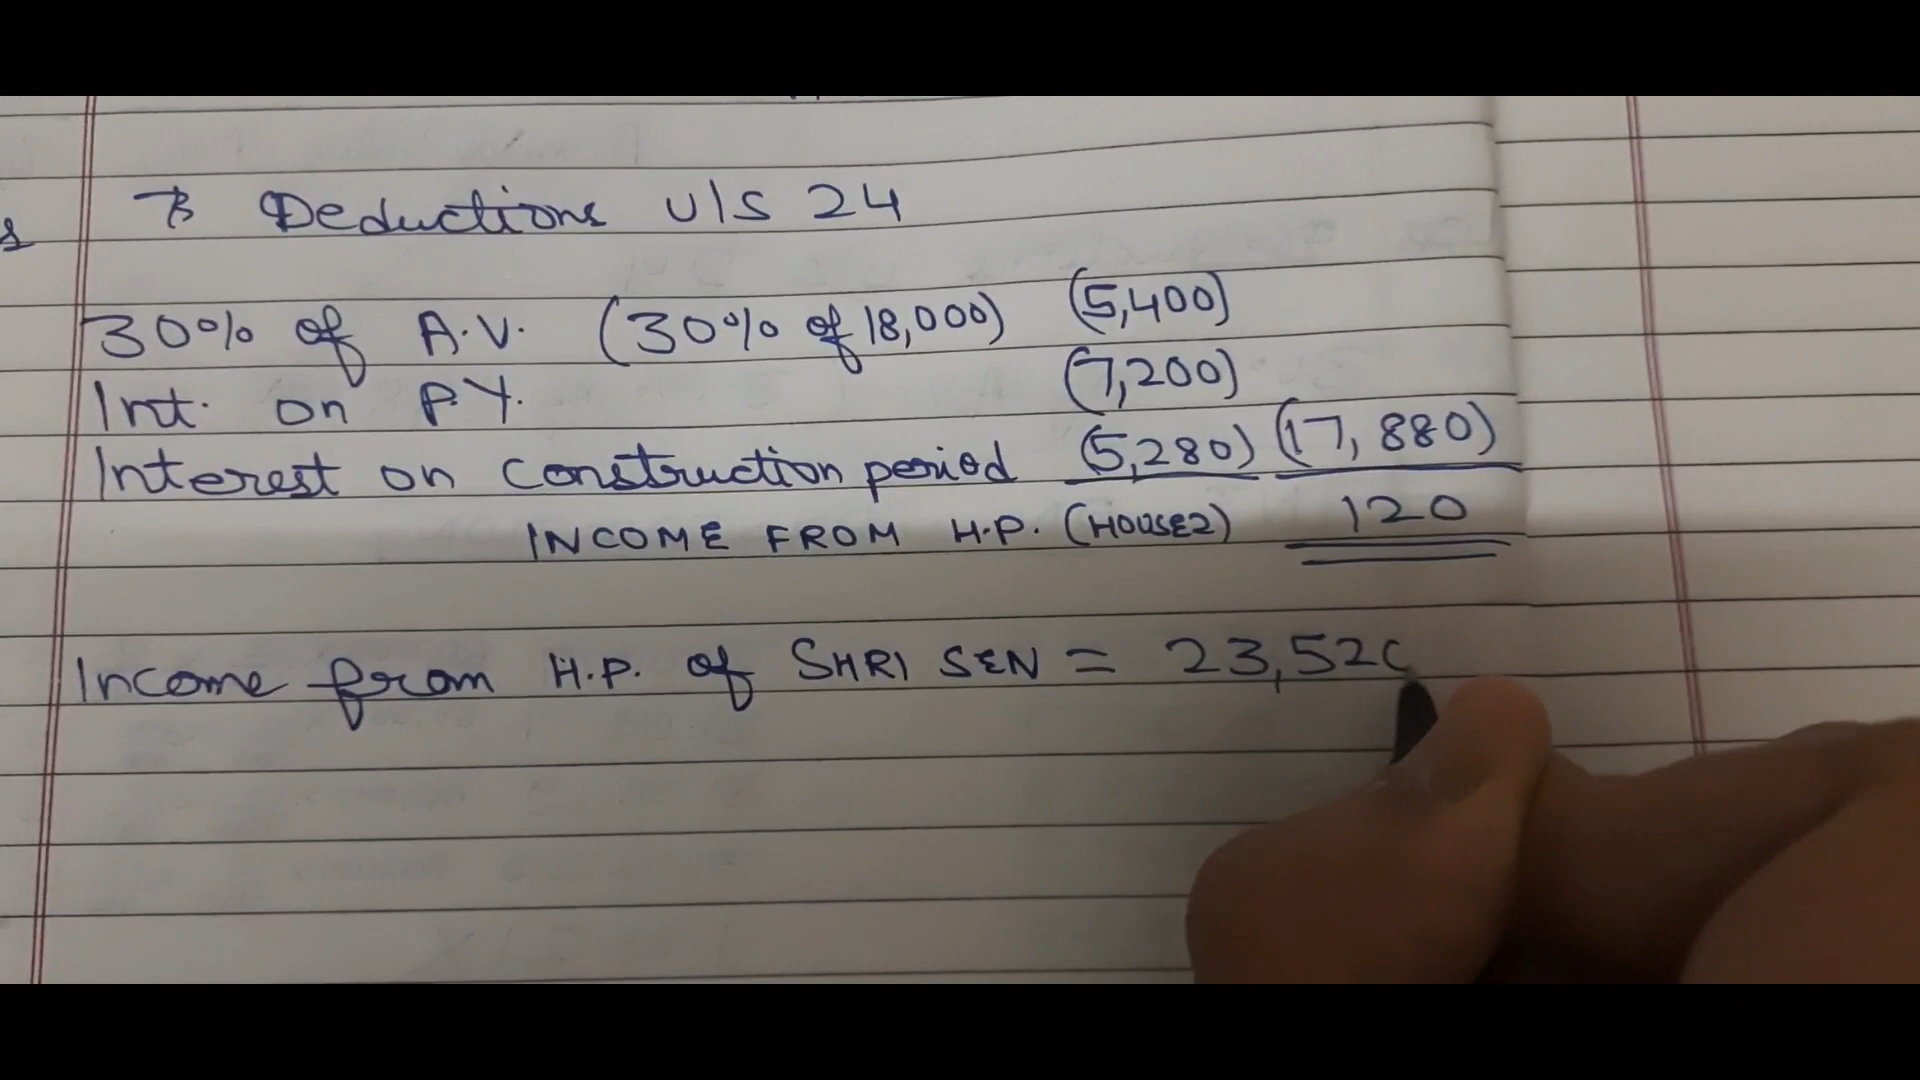 Deductions U/S 24
30% of A.V. (30% of 18,000) (5,400)
Int. on P.Y. (7,200)
Interest on construction period (5,280) (17,880)
INCOME FROM H.P. (HOUSE2) 120
Income from H.P. of SHRI SEN = 23,520